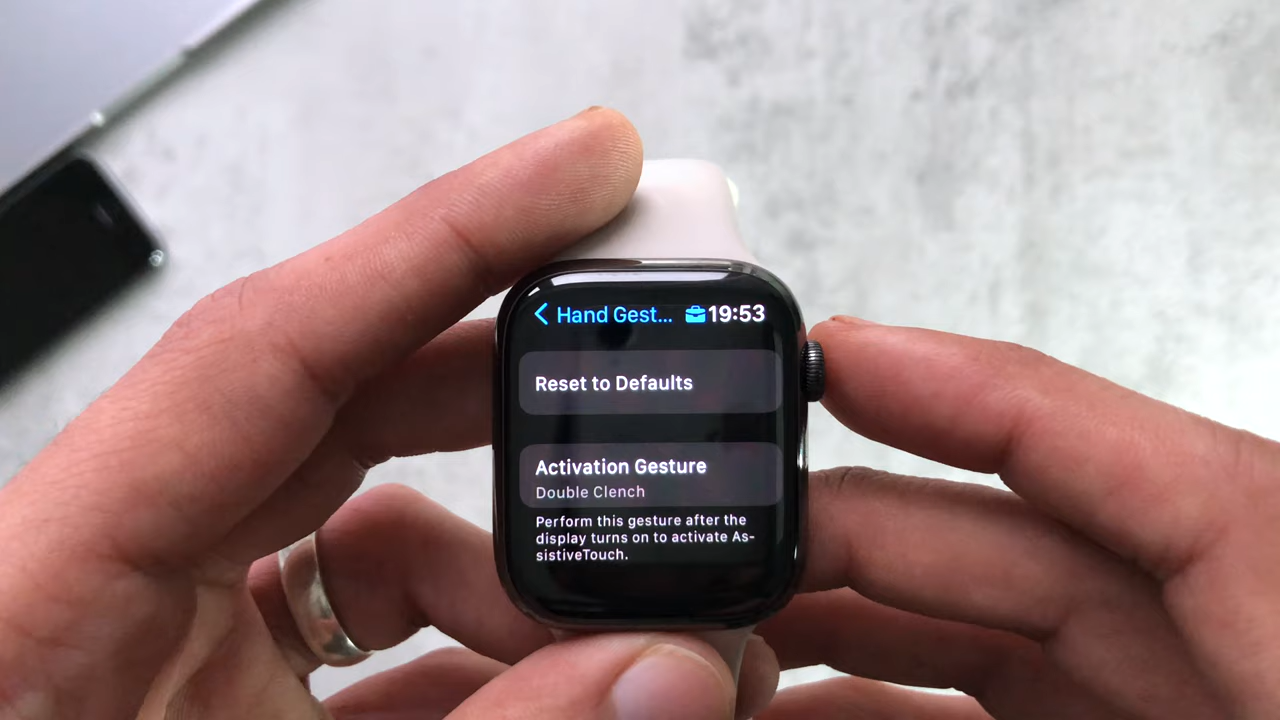 Hand Gest... 19:53
Reset to Defaults
Activation Gesture
Double Clench
Perform this gesture after the
display turns on to activate As-
sistiveTouch.